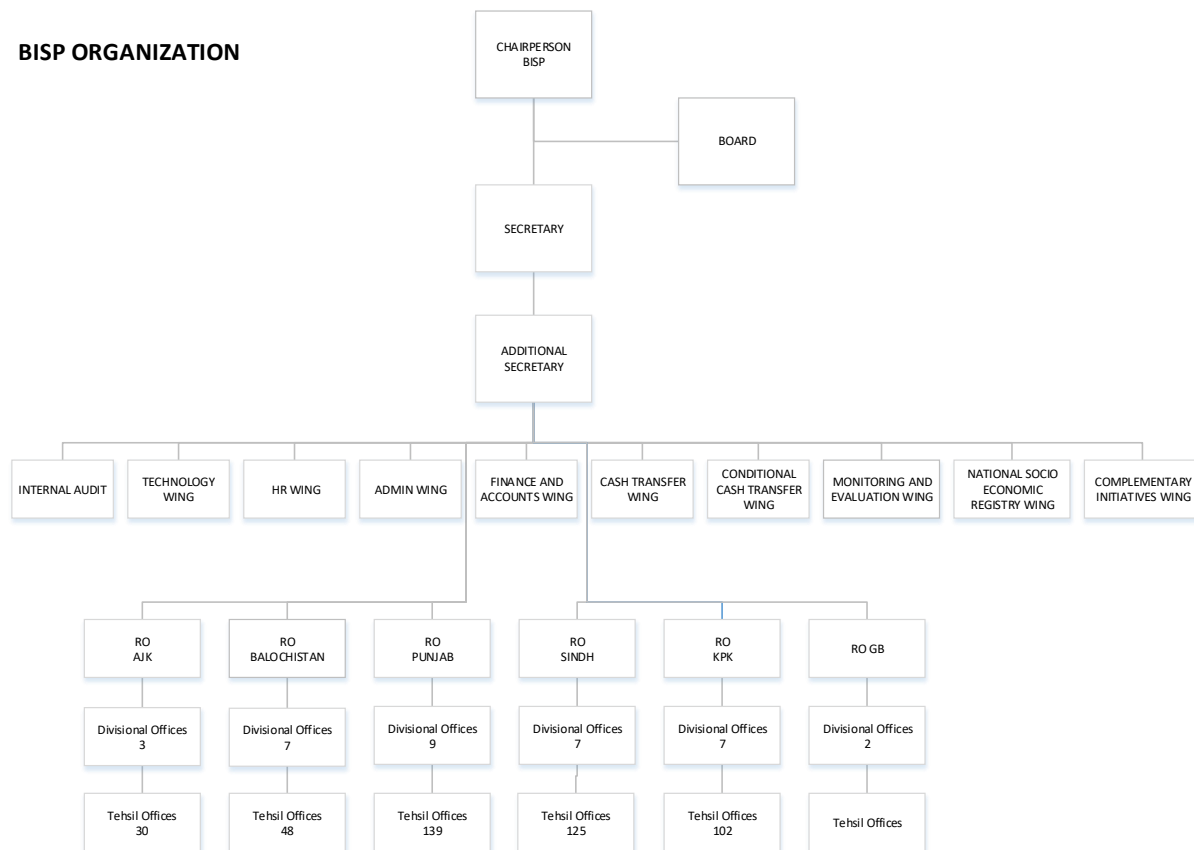 BISP ORGANIZATION
CHAIRPERSON
BISP
BOARD
SECRETARY
ADDITIONAL
SECRETARY
INTERNAL AUDIT
TECHNOLOGY
WING
HR WING
ADMIN WING
FINANCE AND
ACCOUNTS WING
CASH TRANSFER
WING
CONDITIONAL
CASH TRANSFER
WING
MONITORING AND
EVALUATION WING
NATIONAL SOCIO
ECONOMIC
REGISTRY WING
COMPLEMENTARY
INITIATIVES WING
RO
AJK
RO
BALOCHISTAN
RO
PUNJAB
RO
SINDH
RO
KPK
RO GB
Divisional Offices
3
Divisional Offices
7
Divisional Offices
9
Divisional Offices
7
Divisional Offices
7
Divisional Offices
2
Tehsil Offices
30
Tehsil Offices
48
Tehsil Offices
139
Tehsil Offices
125
Tehsil Offices
102
Tehsil Offices